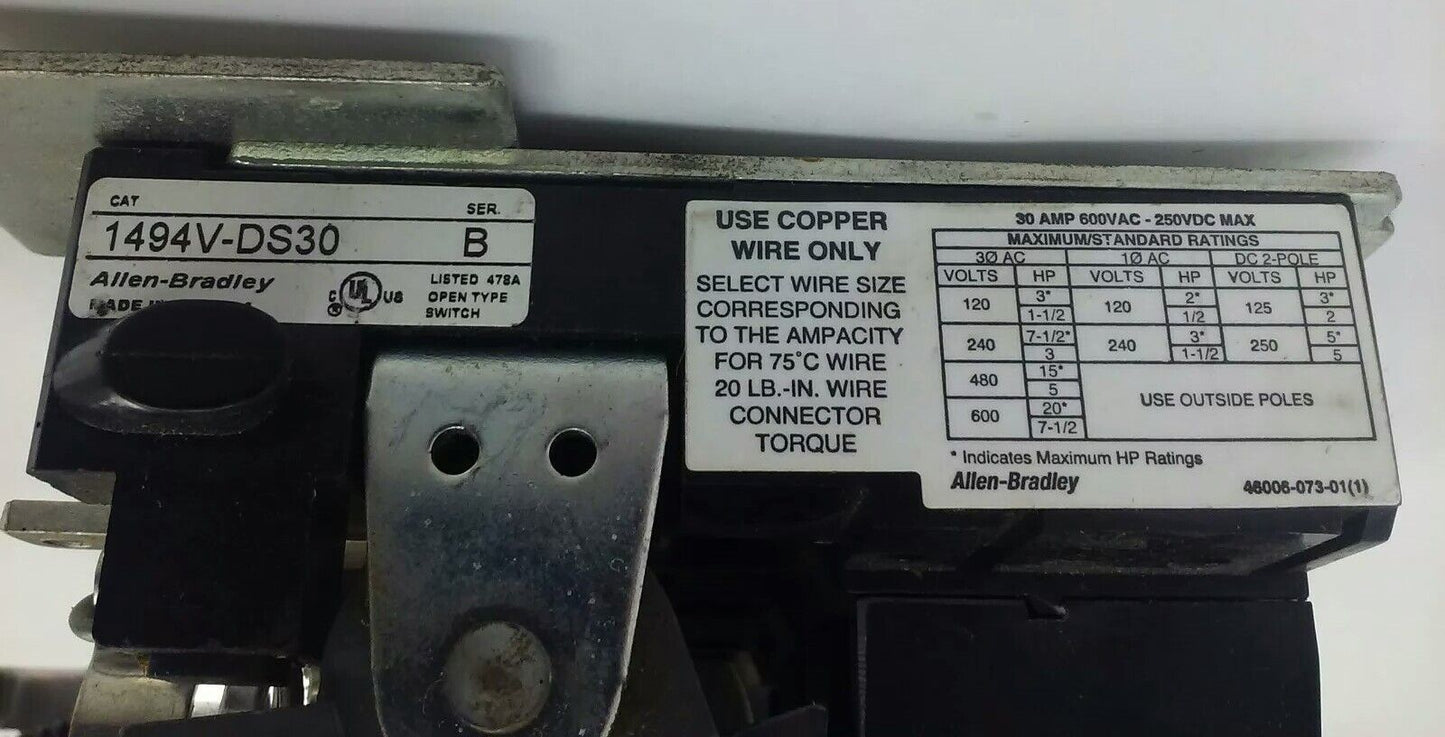 CAT SER.
1494V-DS30 B
Allen-Bradley
LISTED 478A
OPEN TYPE
SWITCH
C UL US
®
MADE
USE COPPER
WIRE ONLY
SELECT WIRE SIZE
CORRESPONDING
TO THE AMPACITY
FOR 75°C WIRE
20 LB.-IN. WIRE
CONNECTOR
TORQUE
30 AMP 600VAC - 250VDC MAX
MAXIMUM/STANDARD RATINGS
3Ø AC 1Ø AC DC 2-POLE
VOLTS HP VOLTS HP VOLTS HP
120 3* 1-1/2 120 2* 1/2 125 3* 2
240 7-1/2* 3 240 3* 1-1/2 250 5* 5
480 15* 5
600 20* 7-1/2
USE OUTSIDE POLES
* Indicates Maximum HP Ratings
Allen-Bradley 46006-073-01(1)